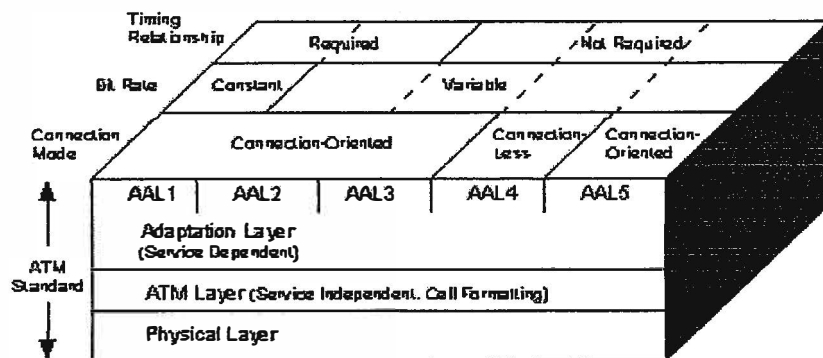 Timing
Relationship
Required
Not Required
Bit Rate
Constant
Variable
Connection
Mode
Connection-Oriented
Connection-
Less
Connection-
Oriented
AAL1
AAL2
AAL3
AAL4
AAL5
Adaptation Layer
(Service Dependent)
ATM
Standard
ATM Layer (Service Independent. Cell Formatting)
Physical Layer